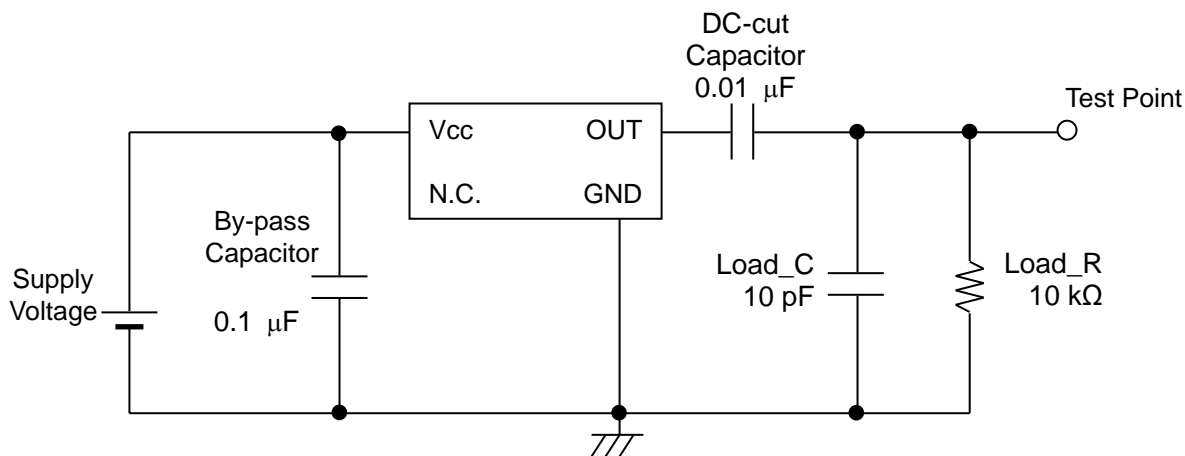 DC-cut
Capacitor
0.01 μF
Test Point
Vcc
OUT
N.C.
GND
By-pass
Capacitor
0.1 μF
Supply
Voltage
Load_C
10 pF
Load_R
10 kΩ